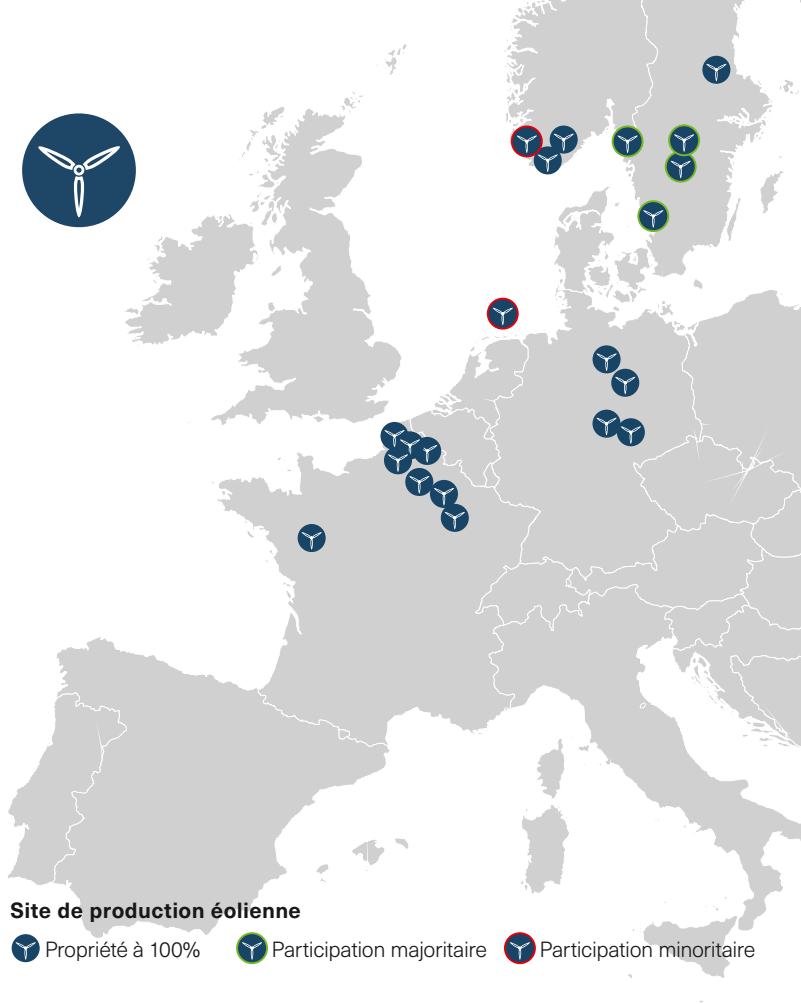 Site de production éolienne
Propriété à 100% Participation majoritaire Participation minoritaire